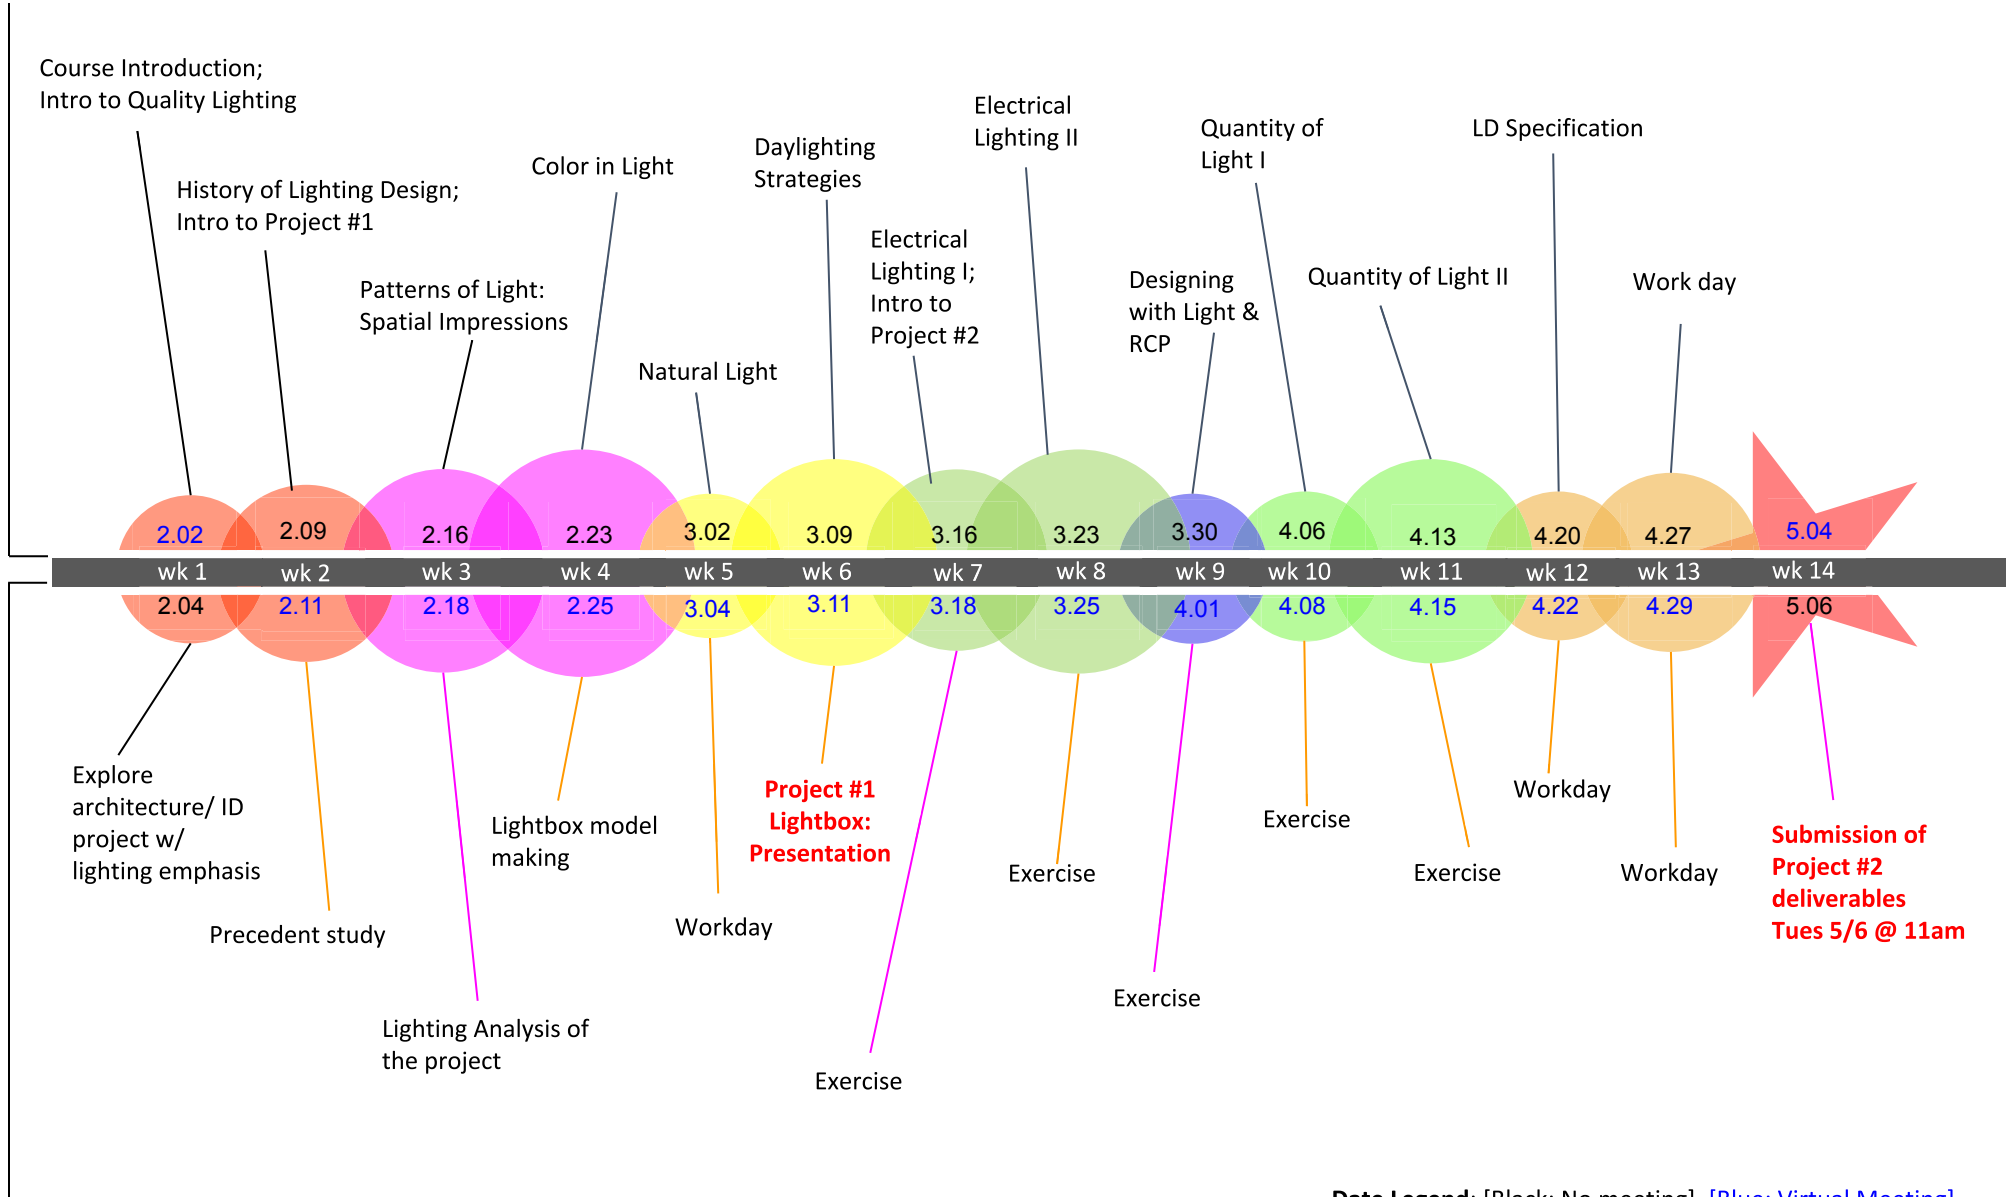 Course Introduction;
Intro to Quality Lighting
History of Lighting Design;
Intro to Project #1
Patterns of Light:
Spatial Impressions
Color in Light
Natural Light
Daylighting
Strategies
Electrical
Lighting I;
Intro to
Project #2
Electrical
Lighting II
Designing
with Light &
RCP
Quantity of
Light I
Quantity of Light II
LD Specification
Work day
2.02 2.09 2.16 2.23 3.02 3.09 3.16 3.23 3.30 4.06 4.13 4.20 4.27 5.04
wk 1 wk 2 wk 3 wk 4 wk 5 wk 6 wk 7 wk 8 wk 9 wk 10 wk 11 wk 12 wk 13 wk 14
2.04 2.11 2.18 2.25 3.04 3.11 3.18 3.25 4.01 4.08 4.15 4.22 4.29 5.06
Explore
architecture/ ID
project w/
lighting emphasis
Precedent study
Lighting Analysis of
the project
Lightbox model
making
Workday
Project #1
Lightbox:
Presentation
Exercise
Exercise
Exercise
Exercise
Exercise
Workday
Workday
Submission of
Project #2
deliverables
Tues 5/6 @ 11am
Date Legend: [Black: No meeting] [Blue: Virtual Meeting]